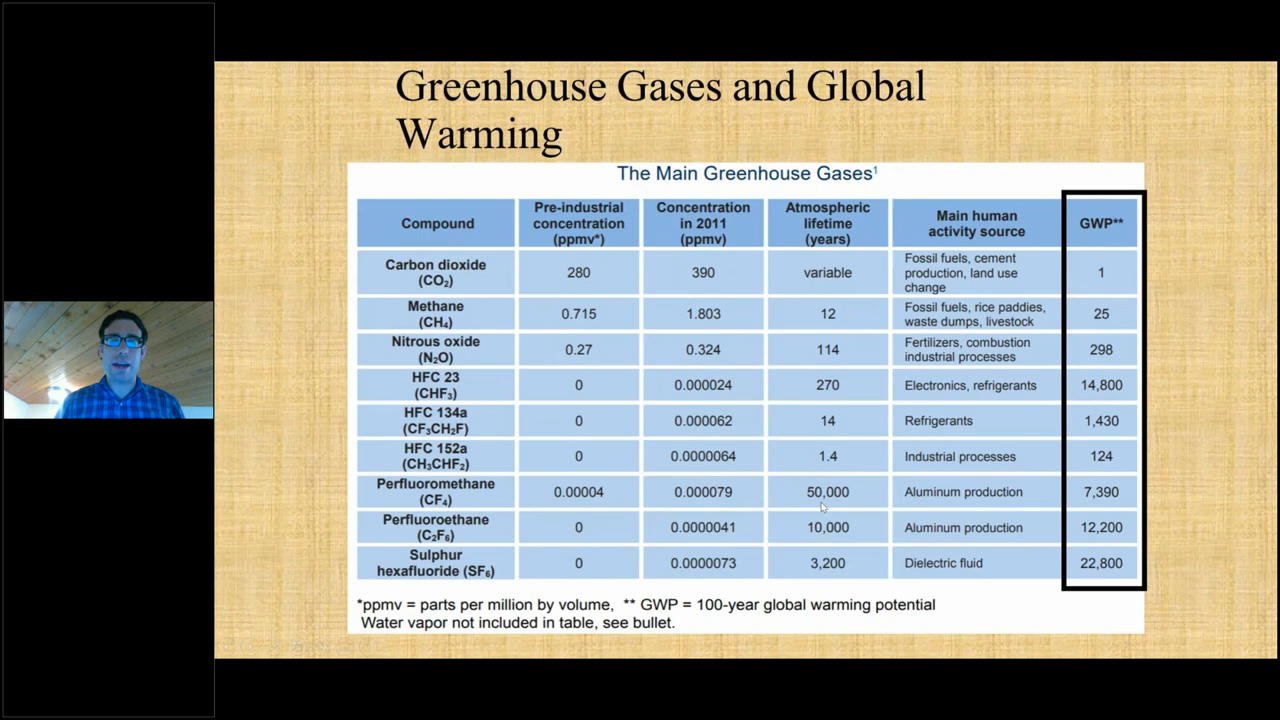 Greenhouse Gases and Global
Warming
The Main Greenhouse Gases¹
Compound
Pre-industrial
concentration
(ppmv*)
Concentration
in 2011
(ppmv)
Atmospheric
lifetime
(years)
Main human
activity source
GWP**
Carbon dioxide
(CO₂)
280
390
variable
Fossil fuels, cement
production, land use
change
1
Methane
(CH₄)
0.715
1.803
12
Fossil fuels, rice paddies,
waste dumps, livestock
25
Nitrous oxide
(N₂O)
0.27
0.324
114
Fertilizers, combustion
industrial processes
298
HFC 23
(CHF₃)
0
0.000024
270
Electronics, refrigerants
14,800
HFC 134a
(CF₃CH₂F)
0
0.000062
14
Refrigerants
1,430
HFC 152a
(CH₃CHF₂)
0
0.0000064
1.4
Industrial processes
124
Perfluoromethane
(CF₄)
0.00004
0.000079
50,000
Aluminum production
7,390
Perfluoroethane
(C₂F₆)
0
0.0000041
10,000
Aluminum production
12,200
Sulphur
hexafluoride (SF₆)
0
0.0000073
3,200
Dielectric fluid
22,800
*ppmv = parts per million by volume, ** GWP = 100-year global warming potential
Water vapor not included in table, see bullet.